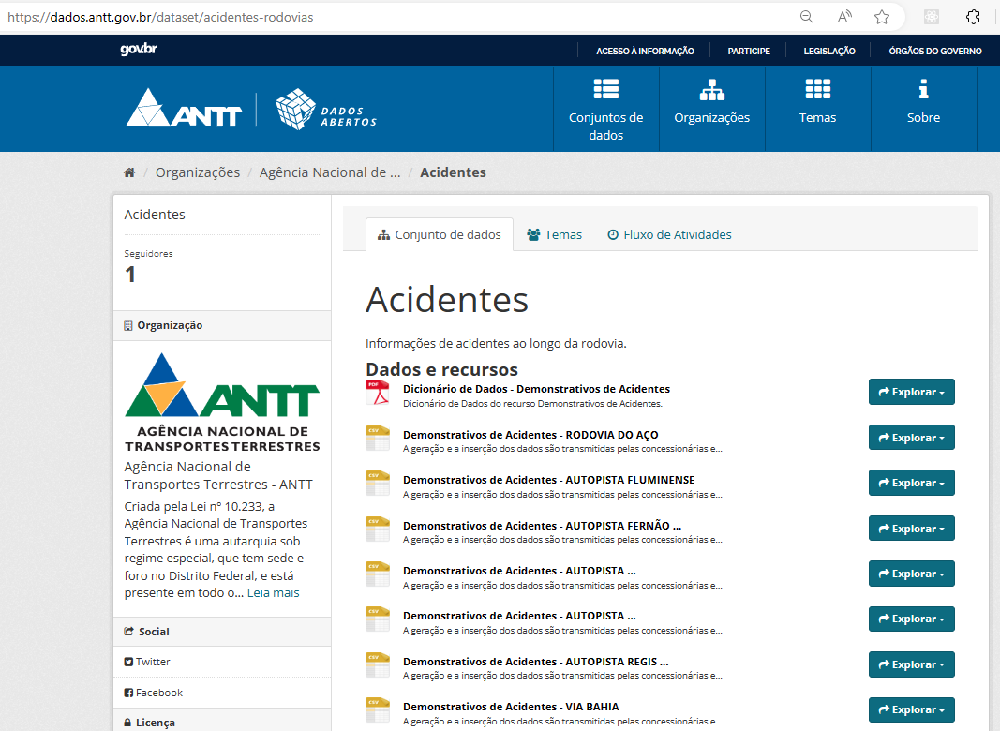 https://dados.antt.gov.br/dataset/acidentes-rodovias
gov.br
ACESSO À INFORMAÇÃO
PARTICIPE
LEGISLAÇÃO
ÓRGÃOS DO GOVERNO
ANTT
DADOS
ABERTOS
Conjuntos de
dados
Organizações
Temas
Sobre
/ Organizações / Agência Nacional de ... / Acidentes
Acidentes
Seguidores
1
Organização
ANTT
AGÊNCIA NACIONAL DE
TRANSPORTES TERRESTRES
Agência Nacional de
Transportes Terrestres - ANTT
Criada pela Lei nº 10.233, a
Agência Nacional de Transportes
Terrestres é uma autarquia sob
regime especial, que tem sede e
foro no Distrito Federal, e está
presente em todo o... Leia mais
Social
Twitter
Facebook
Licença
Conjunto de dados
Temas
Fluxo de Atividades
Acidentes
Informações de acidentes ao longo da rodovia.
Dados e recursos
PDF
Dicionário de Dados - Demonstrativos de Acidentes
Explorar
Dicionário de Dados do recurso Demonstrativos de Acidentes.
CSV
Demonstrativos de Acidentes - RODOVIA DO AÇO
Explorar
A geração e a inserção dos dados são transmitidas pelas concessionárias e...
CSV
Demonstrativos de Acidentes - AUTOPISTA FLUMINENSE
Explorar
A geração e a inserção dos dados são transmitidas pelas concessionárias e...
CSV
Demonstrativos de Acidentes - AUTOPISTA FERNÃO ...
Explorar
A geração e a inserção dos dados são transmitidas pelas concessionárias e...
CSV
Demonstrativos de Acidentes - AUTOPISTA ...
Explorar
A geração e a inserção dos dados são transmitidas pelas concessionárias e...
CSV
Demonstrativos de Acidentes - AUTOPISTA ...
Explorar
A geração e a inserção dos dados são transmitidas pelas concessionárias e...
CSV
Demonstrativos de Acidentes - AUTOPISTA REGIS ...
Explorar
A geração e a inserção dos dados são transmitidas pelas concessionárias e...
CSV
Demonstrativos de Acidentes - VIA BAHIA
Explorar
A geração e a inserção dos dados são transmitidas pelas concessionárias e...